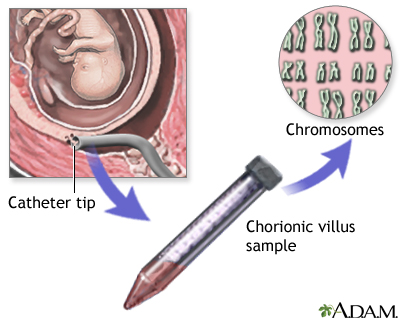 Chromosomes
Catheter tip
Chorionic villus
sample
A.D.A.M.